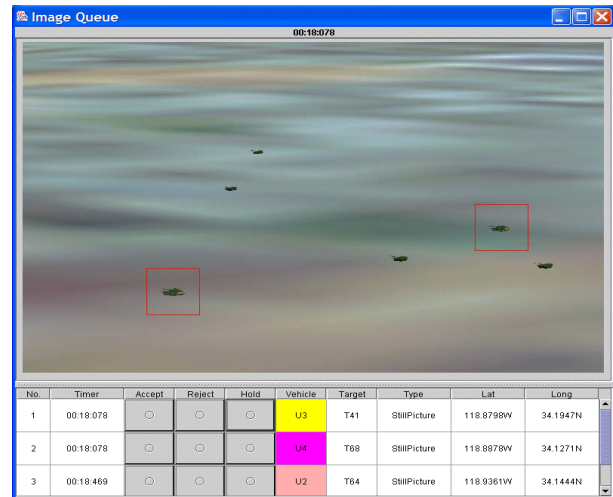 Image Queue
00:18:078
No. Timer Accept Reject Hold Vehicle Target Type Lat Long
1 00:18:078 U3 T41 StillPicture 118.8798W 34.1947N
2 00:18:078 U4 T68 StillPicture 118.8878W 34.1271N
3 00:18:469 U2 T64 StillPicture 118.9361W 34.1444N